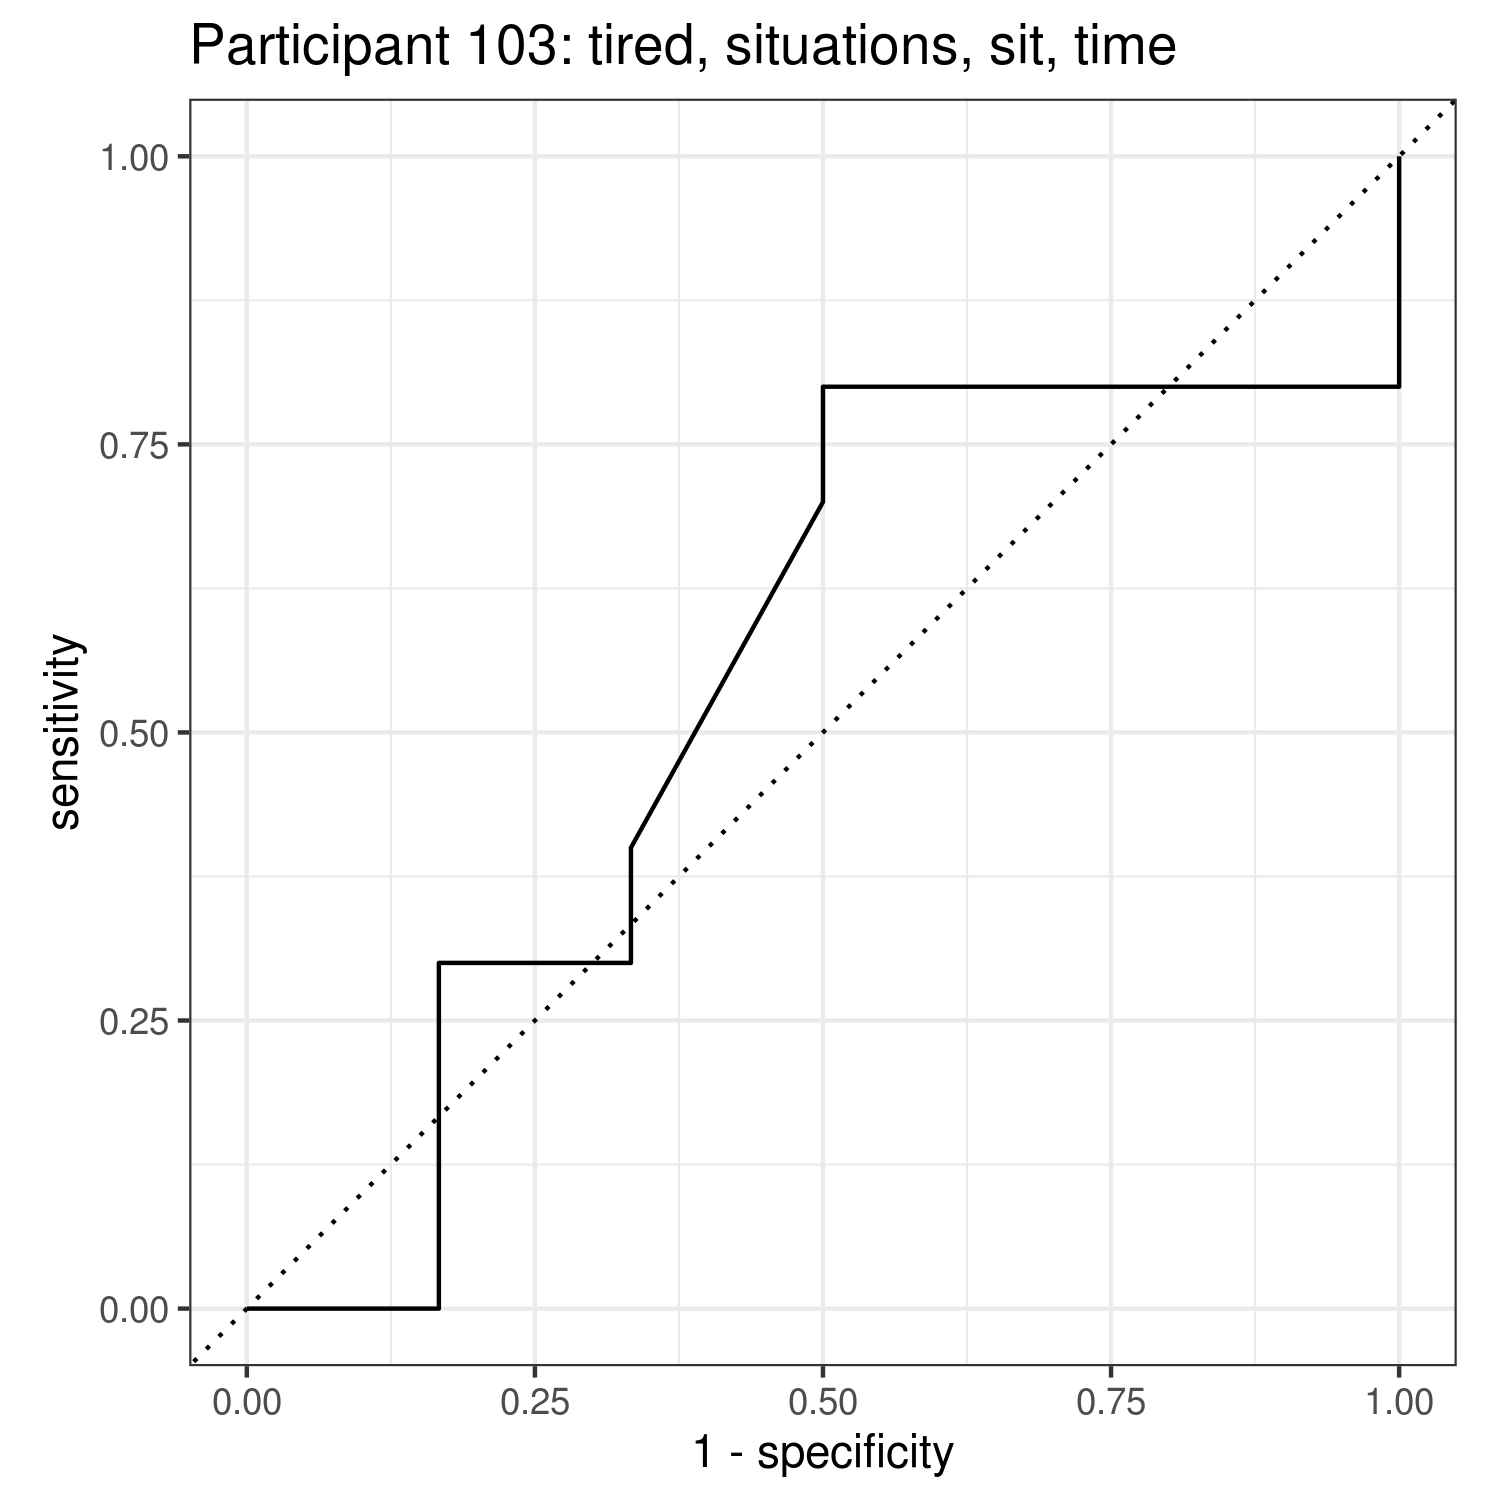 Participant 103: tired, situations, sit, time
1.00
0.75
0.50
0.25
0.00
sensitivity
0.00 0.25 0.50 0.75 1.00
1 - specificity